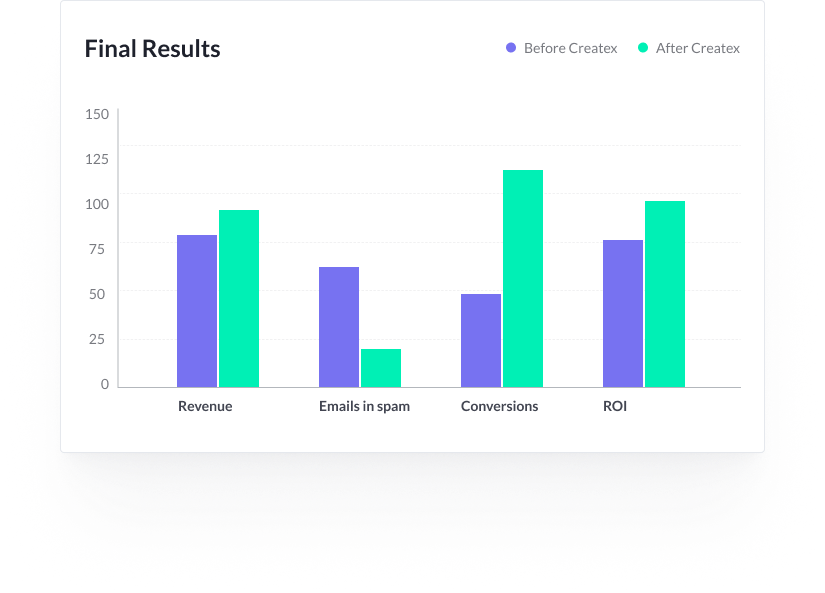 Final Results
Before Createx
After Createx
150
125
100
75
50
25
0
Revenue
Emails in spam
Conversions
ROI